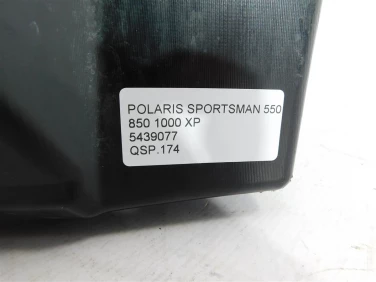 POLARIS SPORTSMAN 550
850 1000 XP
5439077
QSP.174